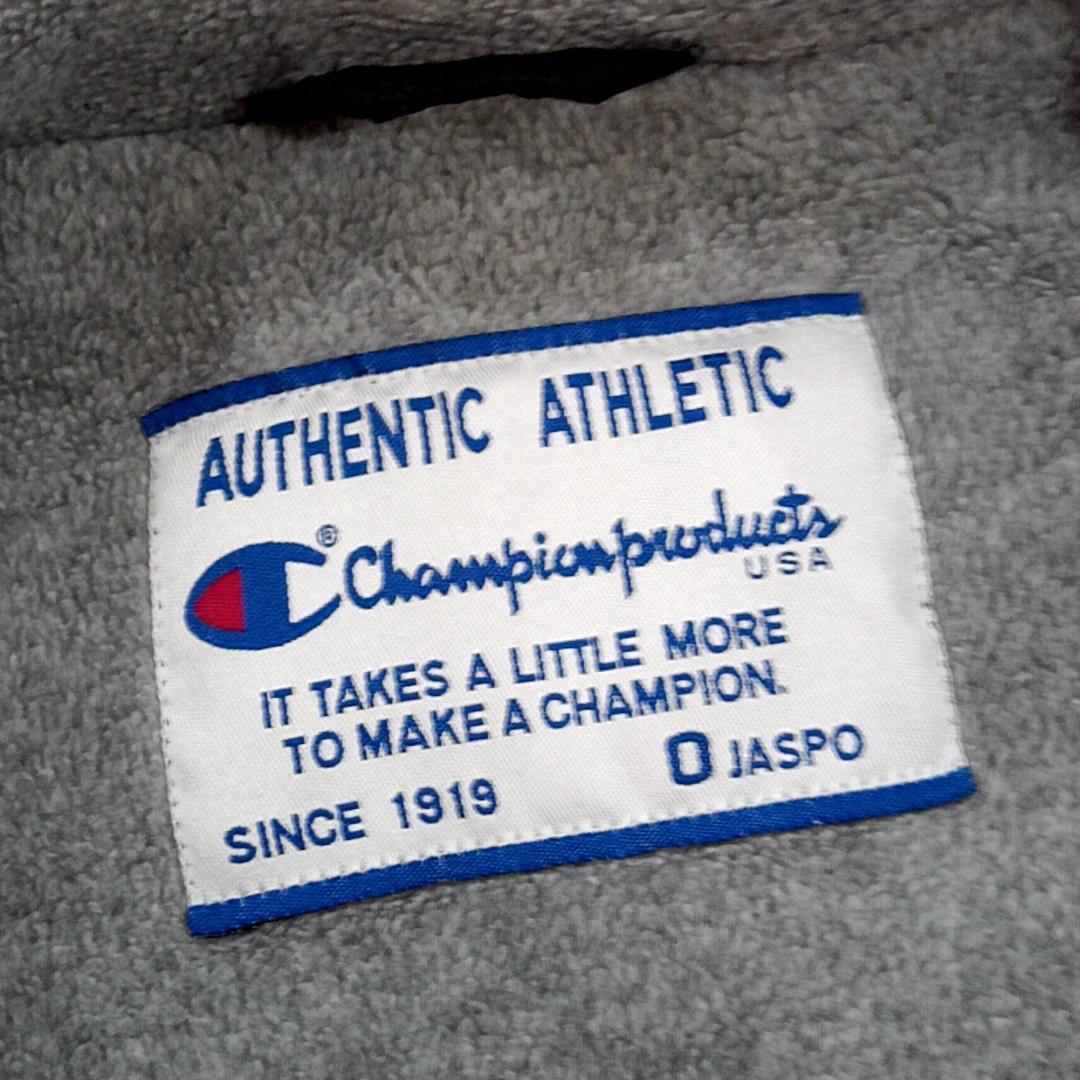 AUTHENTIC ATHLETIC
® Championproducts
USA
IT TAKES A LITTLE MORE
TO MAKE A CHAMPION.
O JASPO
SINCE 1919